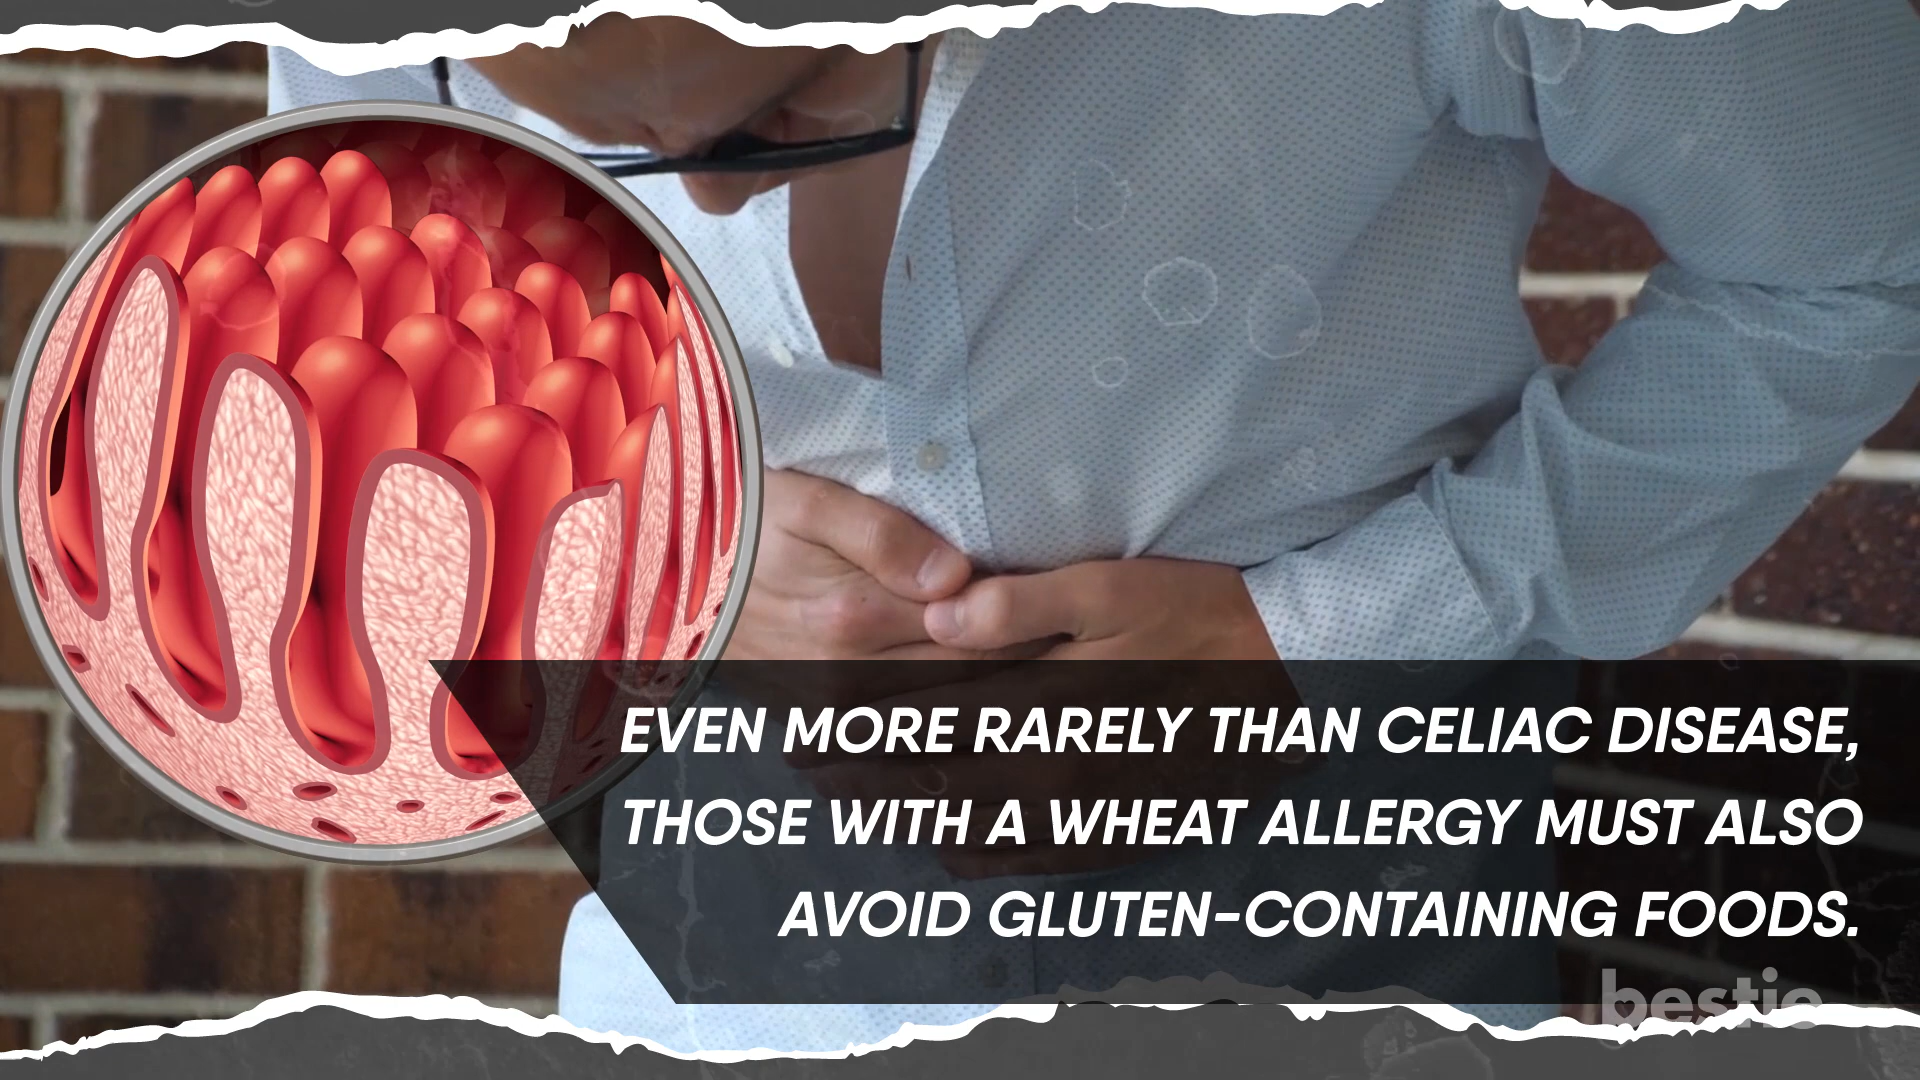 EVEN MORE RARELY THAN CELIAC DISEASE,
THOSE WITH A WHEAT ALLERGY MUST ALSO
AVOID GLUTEN-CONTAINING FOODS.
bestie